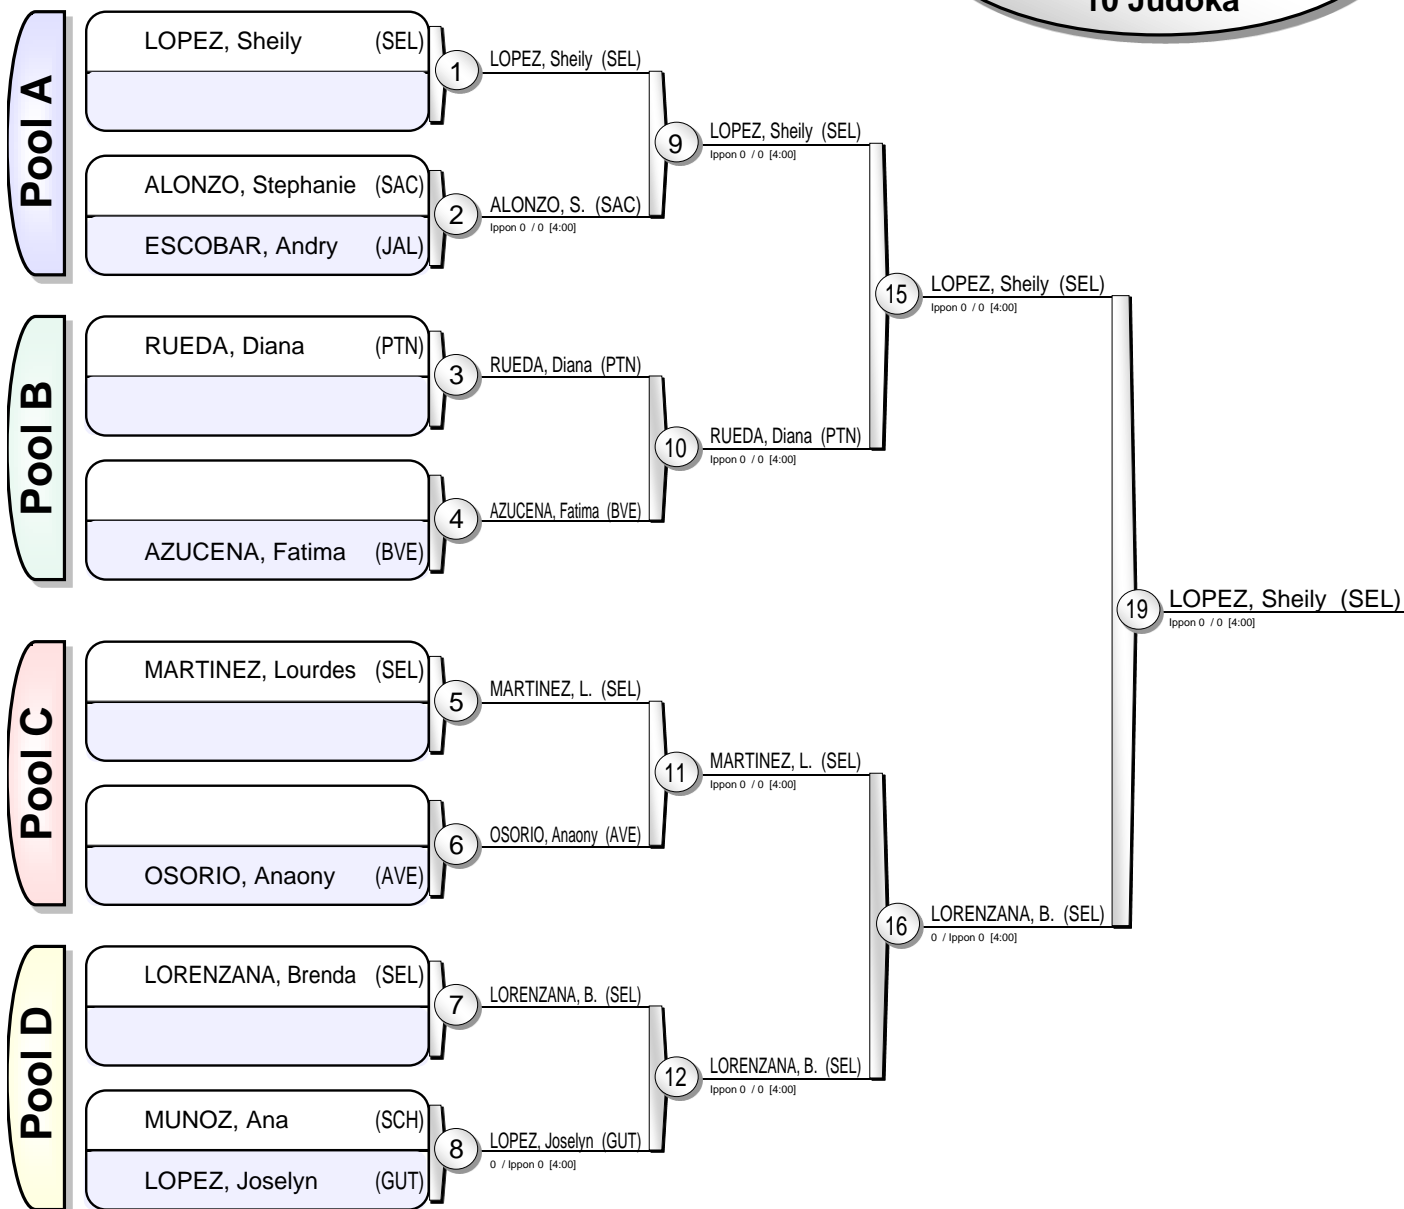 10 Judoka
Pool A
LOPEZ, Sheily (SEL)
ALONZO, Stephanie (SAC)
ESCOBAR, Andry (JAL)
Pool B
RUEDA, Diana (PTN)
AZUCENA, Fatima (BVE)
Pool C
MARTINEZ, Lourdes (SEL)
OSORIO, Anaony (AVE)
Pool D
LORENZANA, Brenda (SEL)
MUNOZ, Ana (SCH)
LOPEZ, Joselyn (GUT)
1
LOPEZ, Sheily (SEL)
2
ALONZO, S. (SAC)
Ippon 0 / 0 [4:00]
3
RUEDA, Diana (PTN)
4
AZUCENA, Fatima (BVE)
5
MARTINEZ, L. (SEL)
6
OSORIO, Anaony (AVE)
7
LORENZANA, B. (SEL)
8
LOPEZ, Joselyn (GUT)
0 / Ippon 0 [4:00]
9
LOPEZ, Sheily (SEL)
Ippon 0 / 0 [4:00]
10
RUEDA, Diana (PTN)
Ippon 0 / 0 [4:00]
11
MARTINEZ, L. (SEL)
Ippon 0 / 0 [4:00]
12
LORENZANA, B. (SEL)
Ippon 0 / 0 [4:00]
15
LOPEZ, Sheily (SEL)
Ippon 0 / 0 [4:00]
16
LORENZANA, B. (SEL)
0 / Ippon 0 [4:00]
19
LOPEZ, Sheily (SEL)
Ippon 0 / 0 [4:00]